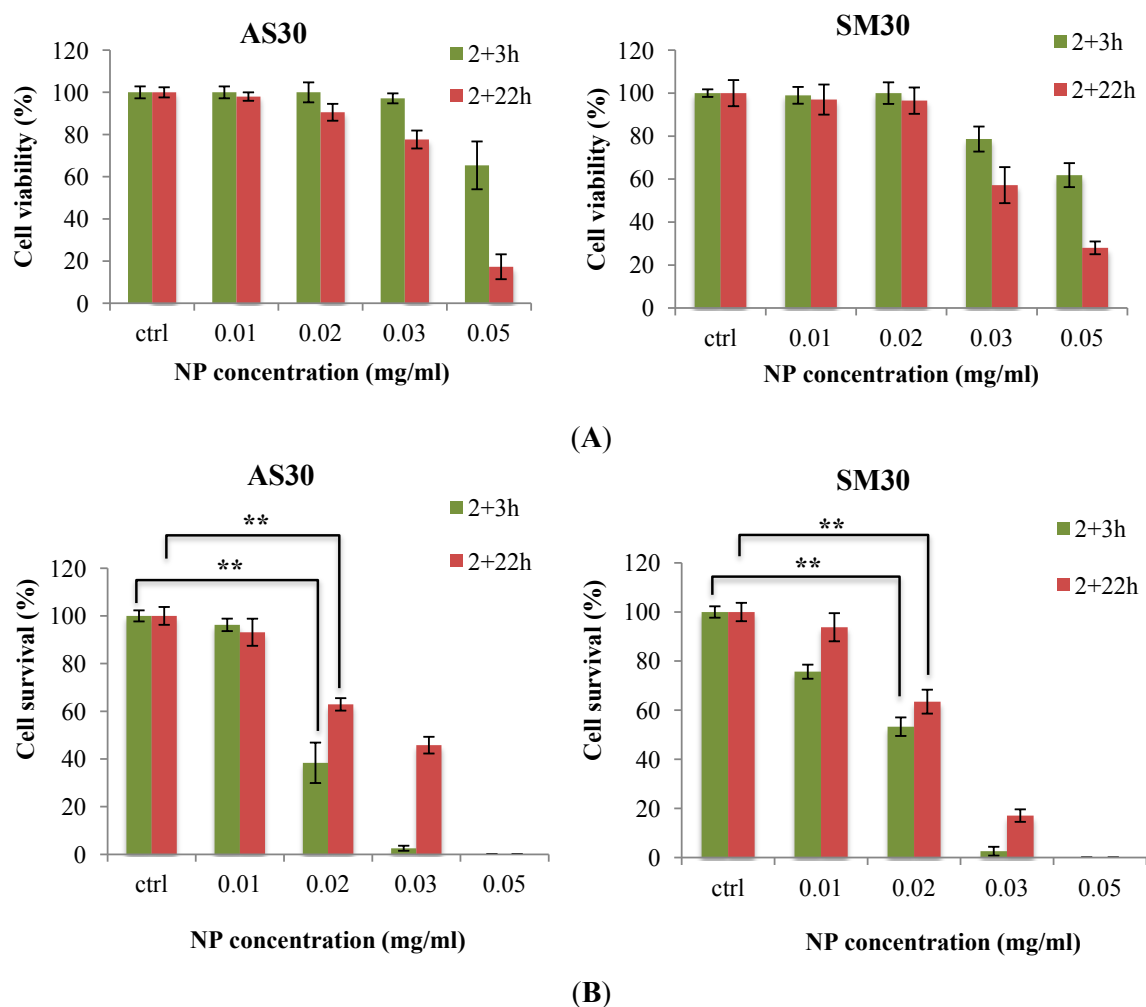 AS30
2+3h
2+22h
Cell viability (%)
120
100
80
60
40
20
0
ctrl 0.01 0.02 0.03 0.05
NP concentration (mg/ml)
SM30
2+3h
2+22h
Cell viability (%)
120
100
80
60
40
20
0
ctrl 0.01 0.02 0.03 0.05
NP concentration (mg/ml)
(A)
AS30
2+3h
2+22h
**
**
Cell survival (%)
120
100
80
60
40
20
0
ctrl 0.01 0.02 0.03 0.05
NP concentration (mg/ml)
SM30
2+3h
2+22h
**
**
Cell survival (%)
120
100
80
60
40
20
0
ctrl 0.01 0.02 0.03 0.05
NP concentration (mg/ml)
(B)